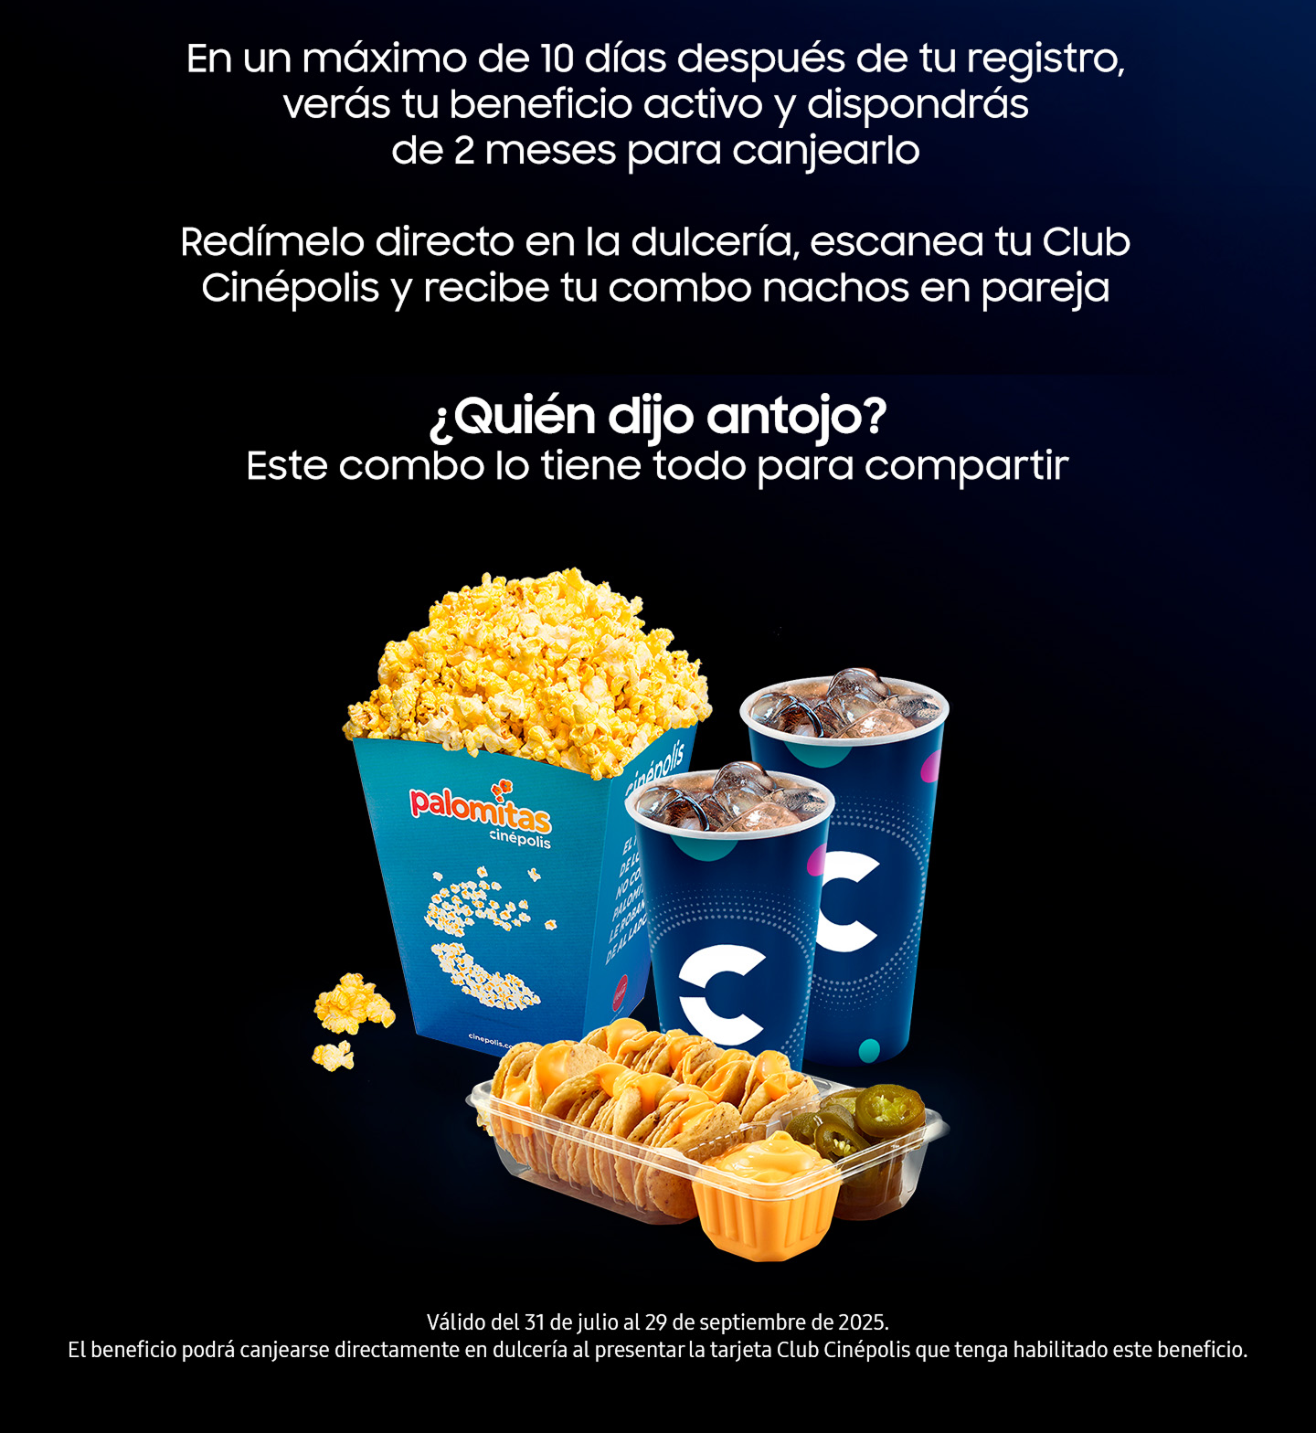 En un máximo de 10 días después de tu registro,
verás tu beneficio activo y dispondrás
de 2 meses para canjearlo
Redímelo directo en la dulcería, escanea tu Club
Cinépolis y recibe tu combo nachos en pareja
¿Quién dijo antojo?
Este combo lo tiene todo para compartir
palomitas
cinépolis
cinépolis
Válido del 31 de julio al 29 de septiembre de 2025.
El beneficio podrá canjearse directamente en dulcería al presentar la tarjeta Club Cinépolis que tenga habilitado este beneficio.